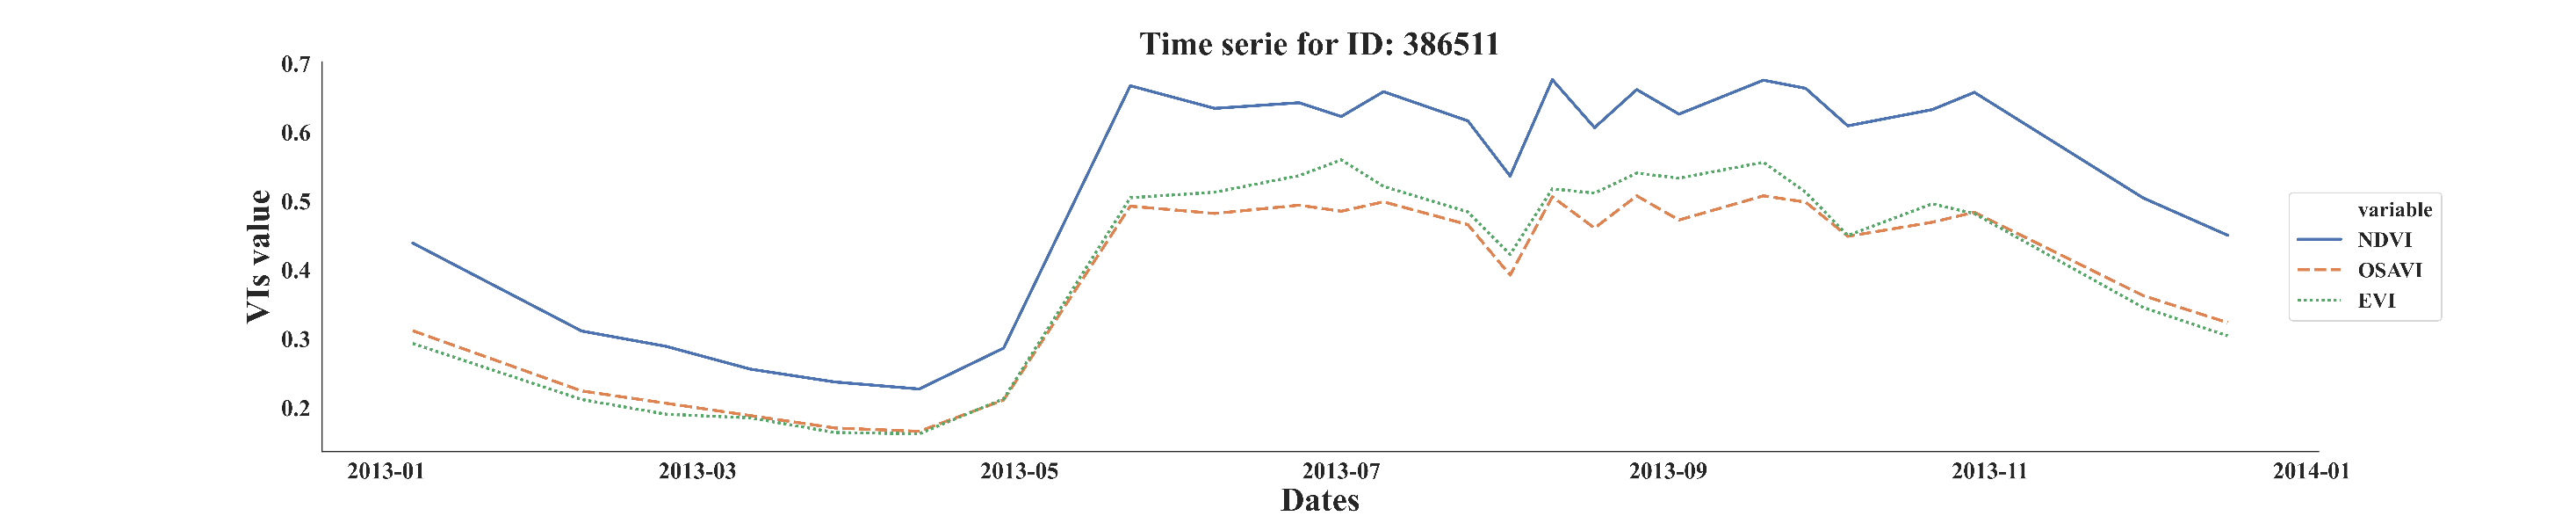 Time serie for ID: 386511
0.7
0.6
0.5
0.4
0.3
0.2
VIs value
2013-01
2013-03
2013-05
2013-07
2013-09
2013-11
2014-01
Dates
variable
NDVI
OSAVI
EVI